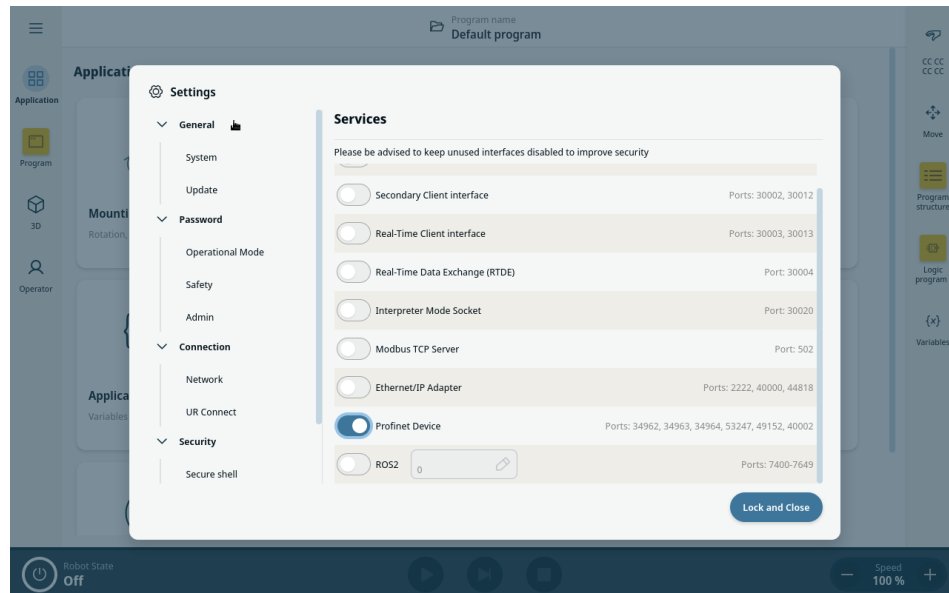 Program name
Default program
Application
Program
3D
Operator
Applicati
Mounti
Rotation,
Applica
Variables
Settings
General
System
Update
Password
Operational Mode
Safety
Admin
Connection
Network
UR Connect
Security
Secure shell
Services
Please be advised to keep unused interfaces disabled to improve security
Secondary Client interface Ports: 30002, 30012
Real-Time Client interface Ports: 30003, 30013
Real-Time Data Exchange (RTDE) Port: 30004
Interpreter Mode Socket Port: 30020
Modbus TCP Server Port: 502
Ethernet/IP Adapter Ports: 2222, 40000, 44818
Profinet Device Ports: 34962, 34963, 34964, 53247, 49152, 40002
ROS2 0 Ports: 7400-7649
Lock and Close
CC CC
CC CC
Move
Program
structure
Logic
program
{x}
Variables
Robot State
Off
Speed
100 %